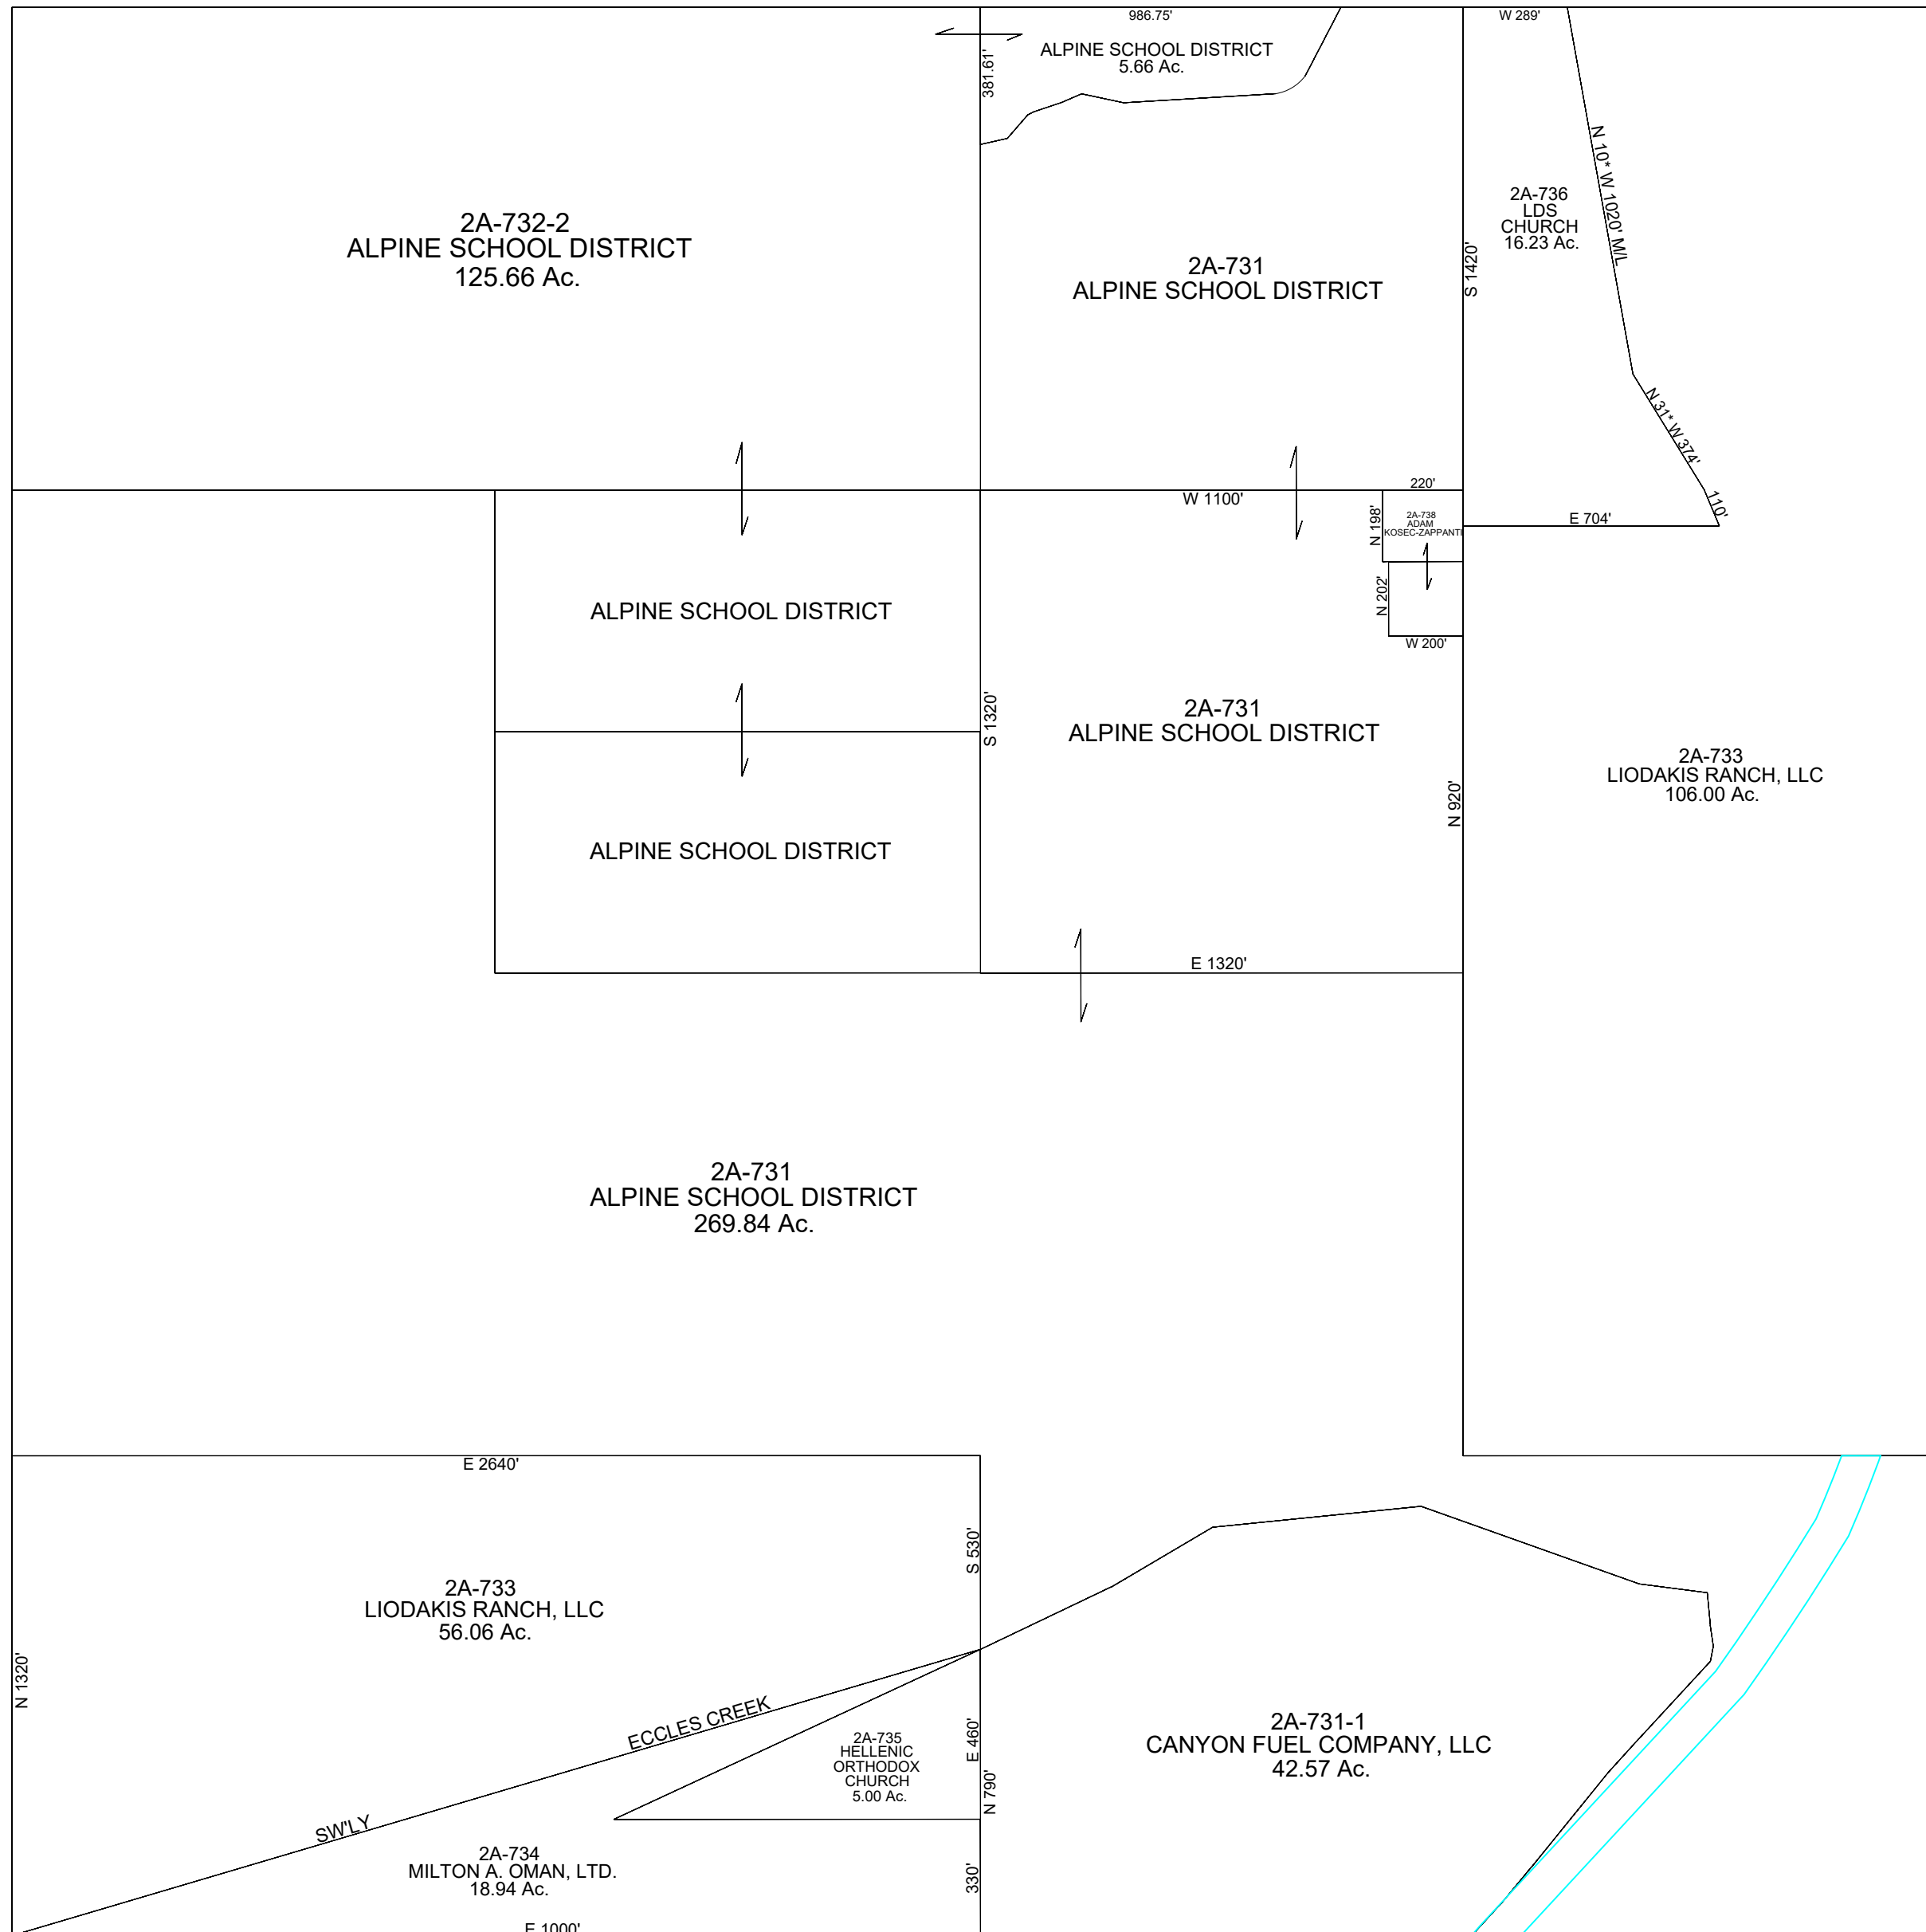 986.75'
W 289'
ALPINE SCHOOL DISTRICT
5.66 Ac.
381.61'
N 10* W 1020' M/L
2A-736
LDS
CHURCH
16.23 Ac.
2A-732-2
ALPINE SCHOOL DISTRICT
125.66 Ac.
2A-731
ALPINE SCHOOL DISTRICT
S 1420'
N 31* W 374'
110'
220'
W 1100'
N 198'
2A-738
ADAM
KOSEC-ZAPPANTI
E 704'
N 202'
W 200'
ALPINE SCHOOL DISTRICT
S 1320'
2A-731
ALPINE SCHOOL DISTRICT
2A-733
LIODAKIS RANCH, LLC
106.00 Ac.
N 920'
ALPINE SCHOOL DISTRICT
E 1320'
2A-731
ALPINE SCHOOL DISTRICT
269.84 Ac.
E 2640'
S 530'
2A-733
LIODAKIS RANCH, LLC
56.06 Ac.
N 1320'
ECCLES CREEK
SW'LY
2A-735
HELLENIC
ORTHODOX
CHURCH
5.00 Ac.
E 460'
N 790'
2A-731-1
CANYON FUEL COMPANY, LLC
42.57 Ac.
2A-734
MILTON A. OMAN, LTD.
18.94 Ac.
330'
E 1000'